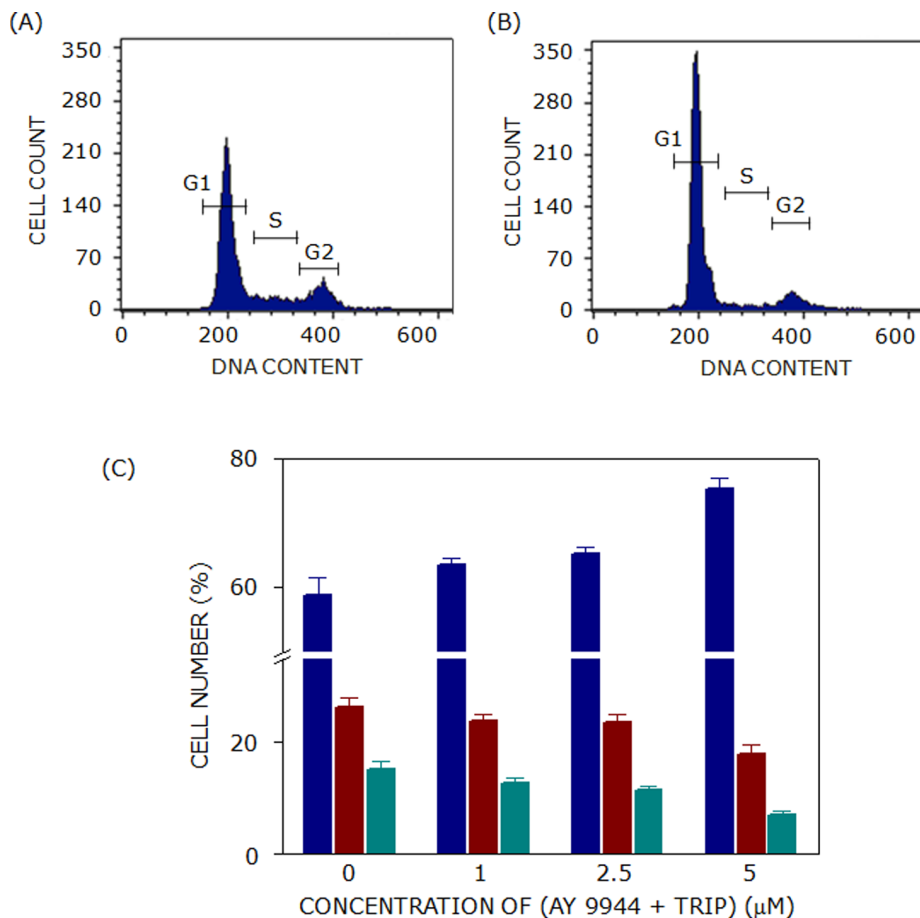 (A)
350
280
210
140
70
0
CELL COUNT
G1
S
G2
0 200 400 600
DNA CONTENT
(B)
350
280
210
140
70
0
CELL COUNT
G1
S
G2
0 200 400 600
DNA CONTENT
(C)
80
60
20
0
CELL NUMBER (%)
0 1 2.5 5
CONCENTRATION OF (AY 9944 + TRIP) (µM)